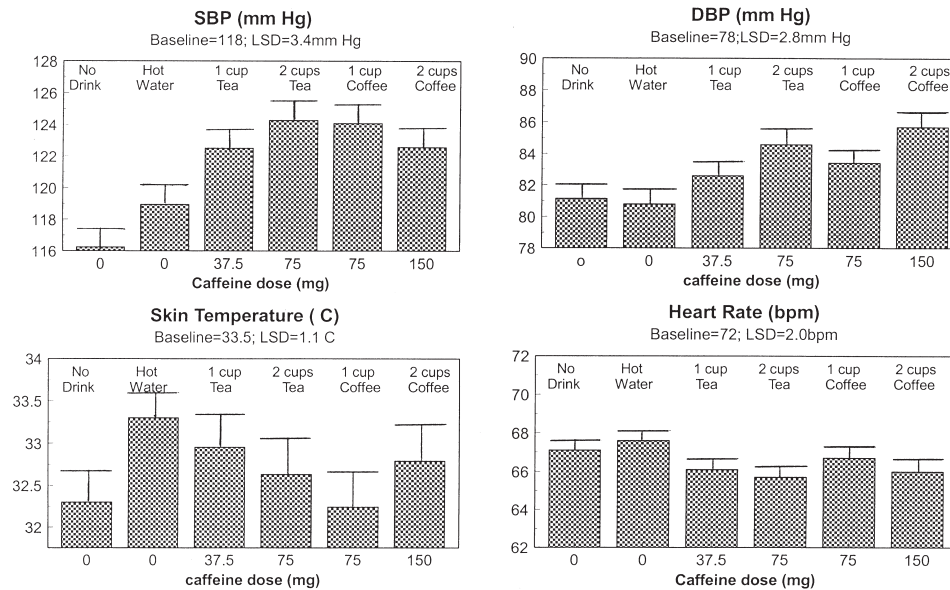 SBP (mm Hg)
Baseline=118; LSD=3.4mm Hg
128
126
124
122
120
118
116
No Hot 1 cup 2 cups 1 cup 2 cups
Drink Water Tea Tea Coffee Coffee
0 0 37.5 75 75 150
Caffeine dose (mg)
DBP (mm Hg)
Baseline=78;LSD=2.8mm Hg
90
88
86
84
82
80
78
No Hot 1 cup 2 cups 1 cup 2 cups
Drink Water Tea Tea Coffee Coffee
o 0 37.5 75 75 150
caffeine dose (mg)
Skin Temperature ( C)
Baseline=33.5; LSD=1.1 C
34
33.5
33
32.5
32
No Hot 1 cup 2 cups 1 cup 2 cups
Drink Water Tea Tea Coffee Coffee
0 0 37.5 75 75 150
caffeine dose (mg)
Heart Rate (bpm)
Baseline=72; LSD=2.0bpm
72
70
68
66
64
62
No Hot 1 cup 2 cups 1 cup 2 cups
Drink Water Tea Tea Coffee Coffee
0 0 37.5 75 75 150
Caffeine dose (mg)